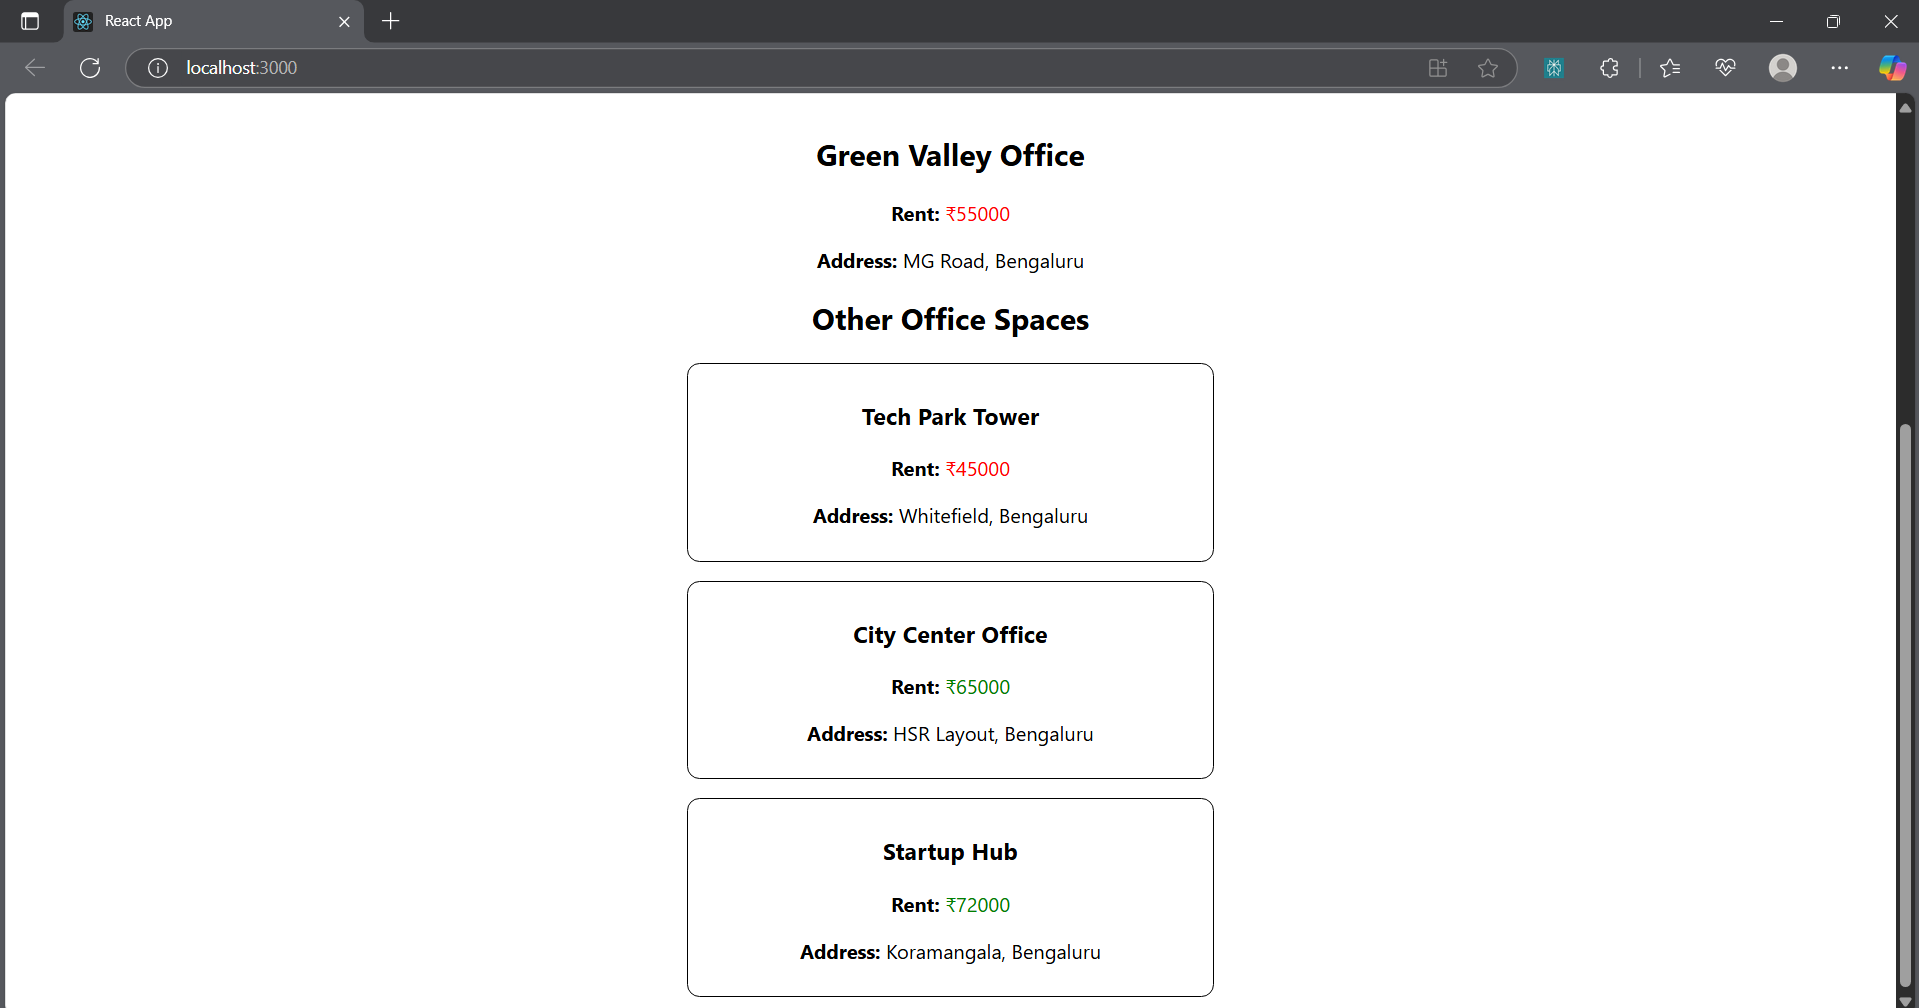 React App
localhost:3000
Green Valley Office
Rent: ₹55000
Address: MG Road, Bengaluru
Other Office Spaces
Tech Park Tower
Rent: ₹45000
Address: Whitefield, Bengaluru
City Center Office
Rent: ₹65000
Address: HSR Layout, Bengaluru
Startup Hub
Rent: ₹72000
Address: Koramangala, Bengaluru